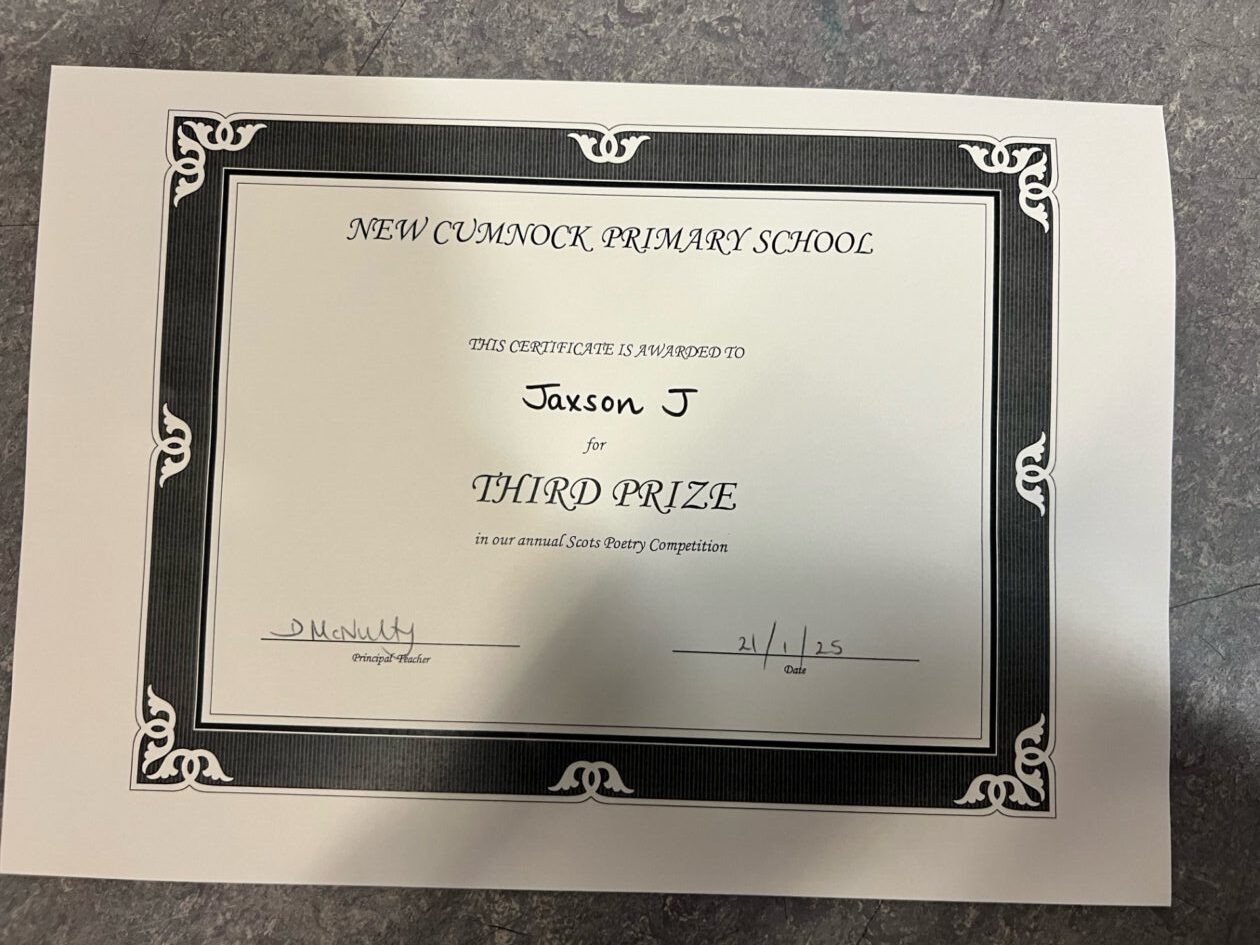 NEW CUMNOCK PRIMARY SCHOOL
THIS CERTIFICATE IS AWARDED TO
Jaxson J
for
THIRD PRIZE
in our annual Scots Poetry Competition
D McNulty
Principal Teacher
21/1/25
Date